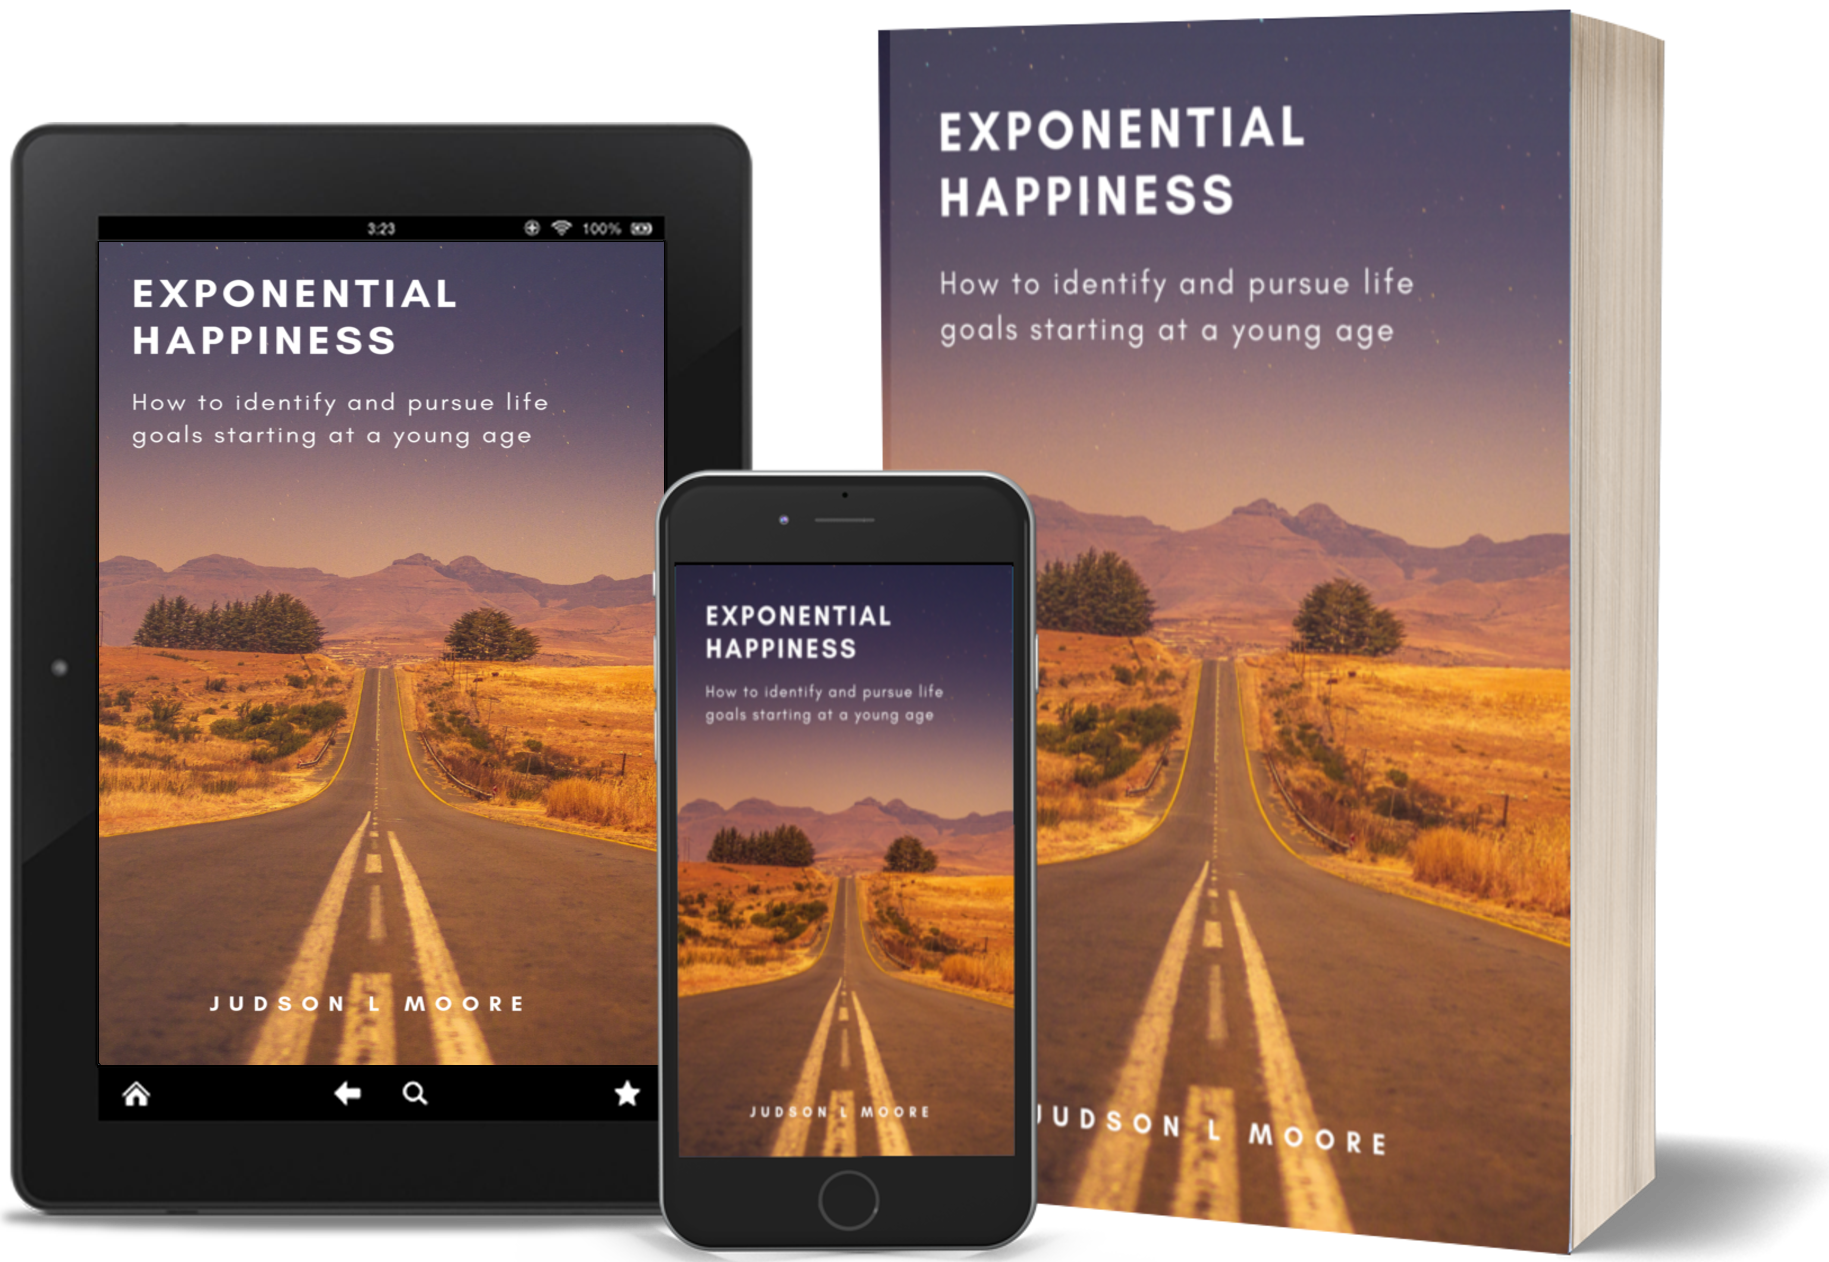 3:23
100%
EXPONENTIAL
HAPPINESS
How to identify and pursue life
goals starting at a young age
JUDSON L MOORE
EXPONENTIAL
HAPPINESS
How to identify and pursue life
goals starting at a young age
JUDSON L MOORE
EXPONENTIAL
HAPPINESS
How to identify and pursue life
goals starting at a young age
JUDSON L MOORE